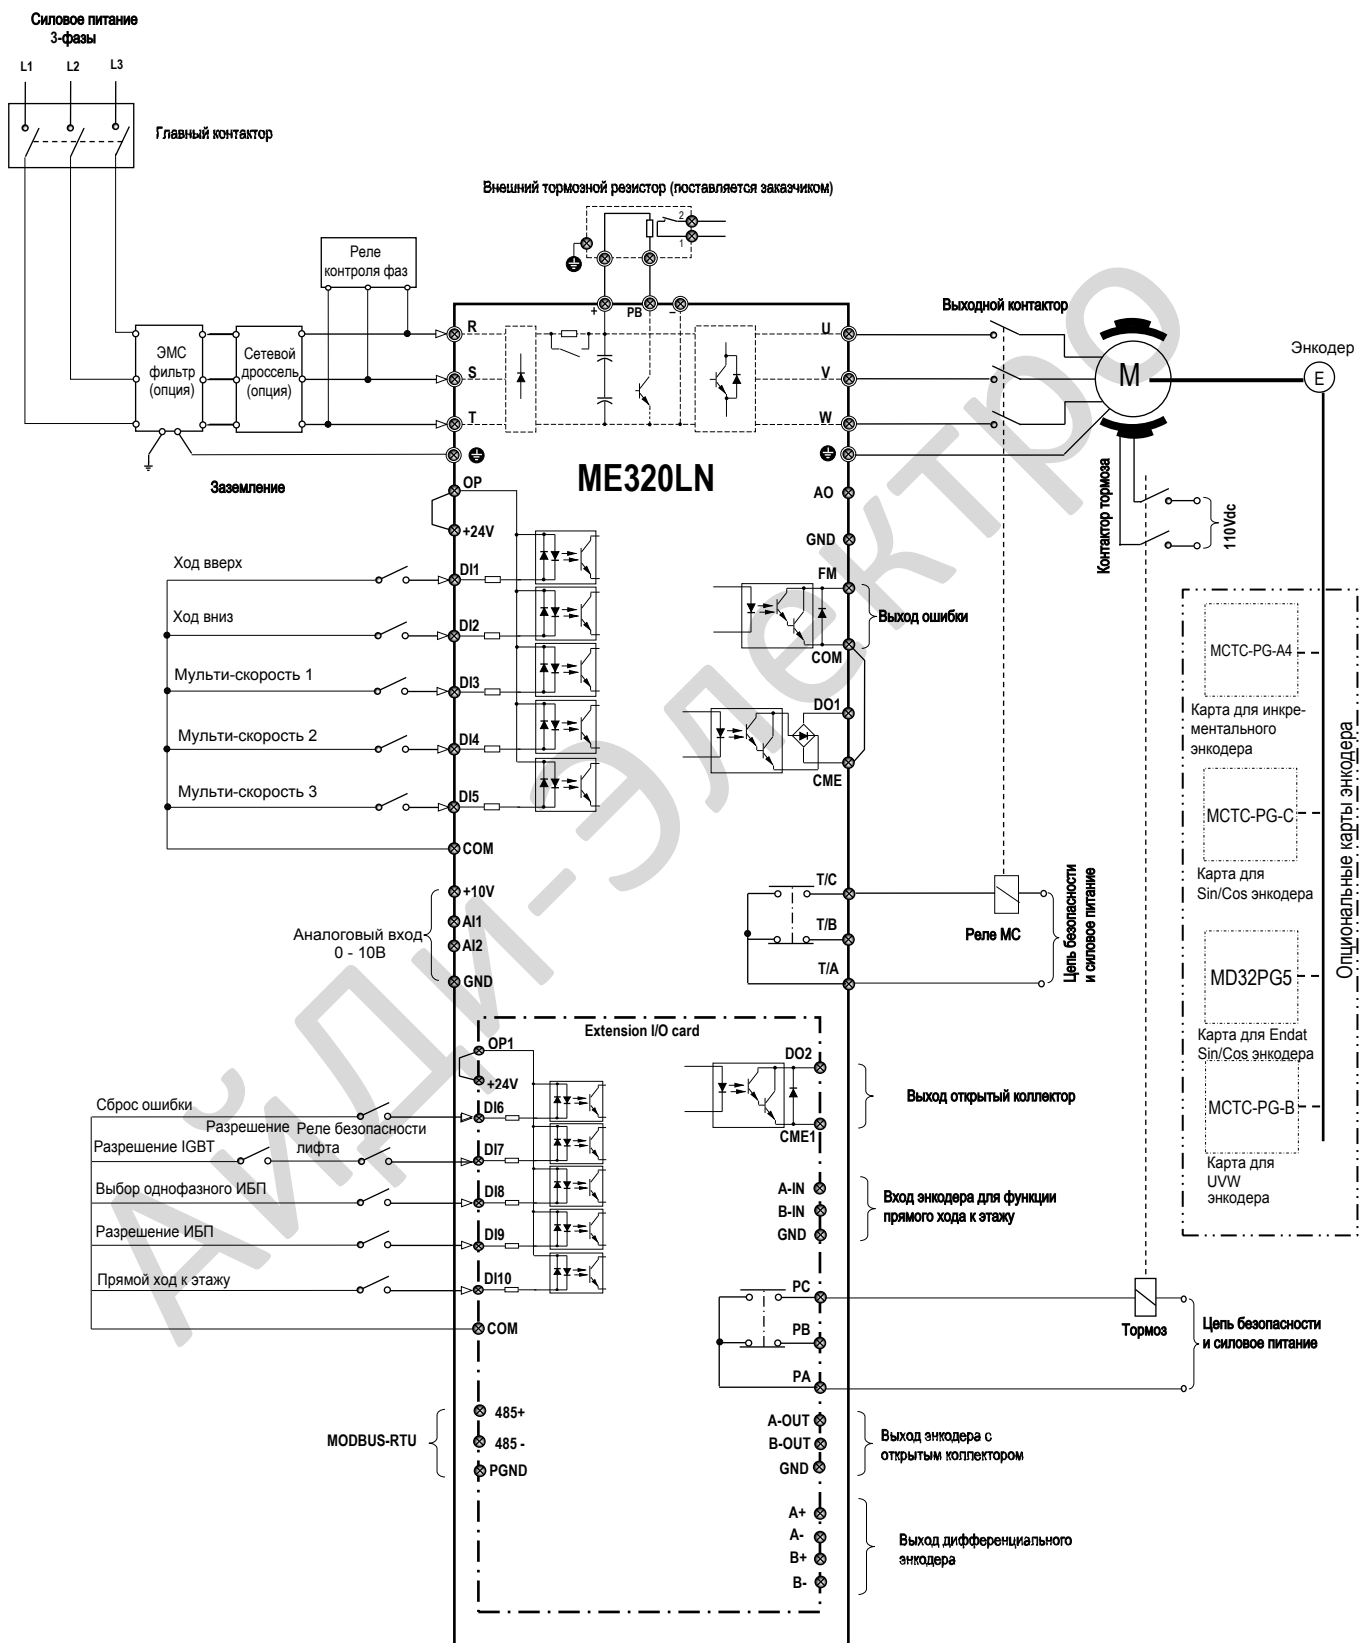 Силовое питание
3-фазы
L1 L2 L3
Главный контактор
Внешний тормозной резистор (поставляется заказчиком)
2
1
Реле
контроля фаз
+ PB –
Выходной контактор
ЭМС
фильтр
(опция)
Сетевой
дроссель
(опция)
R
S
T
U
V
W
M
Энкодер
E
ME320LN
Заземление
OP
+24V
Ход вверх
DI1
Ход вниз
DI2
Мульти-скорость 1
DI3
Мульти-скорость 2
DI4
Мульти-скорость 3
DI5
COM
+10V
AI1
AI2
GND
Аналоговый вход
0 - 10В
AO
GND
FM
Выход ошибки
COM
DO1
CME
T/C
T/B
T/A
Реле МС
Цепь безопасности
и силовое питание
Контактор тормоза
110Vdc
MCTC-PG-A4
Карта для инкре-
ментального
энкодера
MCTC-PG-C
Карта для
Sin/Cos энкодера
MD32PG5
Карта для Endat
Sin/Cos энкодера
MCTC-PG-B
Карта для
UVW
энкодера
Опциональные карты энкодера
Extension I/O card
OP1
+24V
Сброс ошибки
DI6
Разрешение IGBT
Разрешение
Реле безопасности
лифта
DI7
Выбор однофазного ИБП
DI8
Разрешение ИБП
DI9
Прямой ход к этажу
DI10
COM
MODBUS-RTU
485+
485 -
PGND
DO2
Выход открытый коллектор
CME1
A-IN
B-IN
GND
Вход энкодера для функции
прямого хода к этажу
PC
PB
PA
Тормоз
Цепь безопасности
и силовое питание
A-OUT
B-OUT
GND
Выход энкодера с
открытым коллектором
A+
A-
B+
B-
Выход дифференциального
энкодера
АйДи-Электро